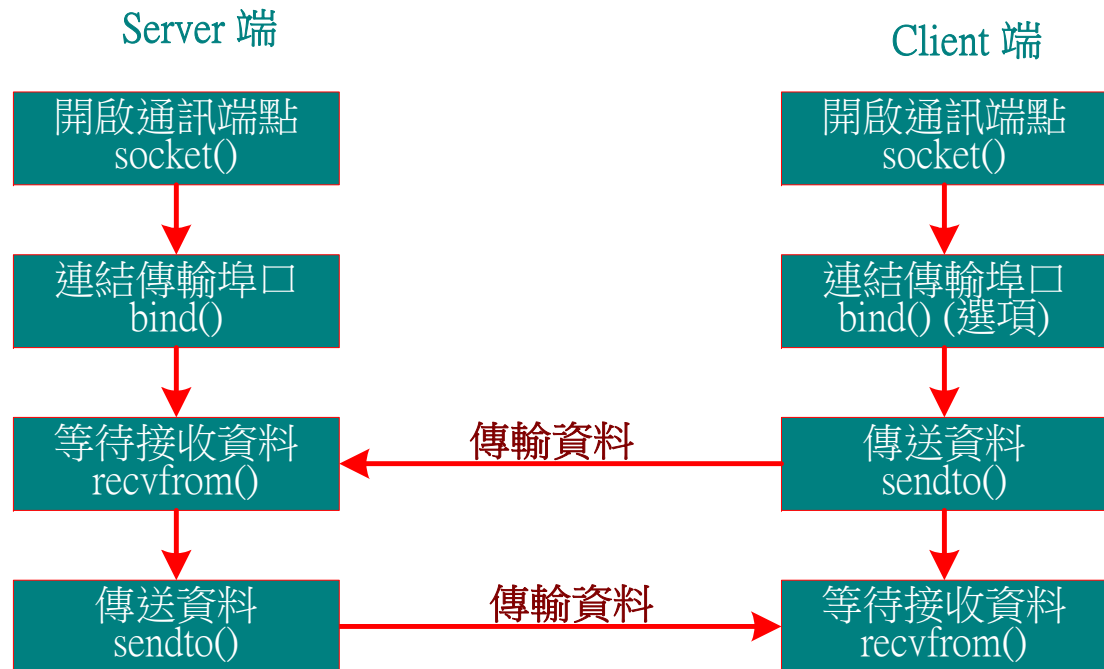 Server 端
Client 端
開啟通訊端點
socket()
開啟通訊端點
socket()
連結傳輸埠口
bind()
連結傳輸埠口
bind() (選項)
等待接收資料
recvfrom()
傳輸資料
傳送資料
sendto()
傳送資料
sendto()
傳輸資料
等待接收資料
recvfrom()